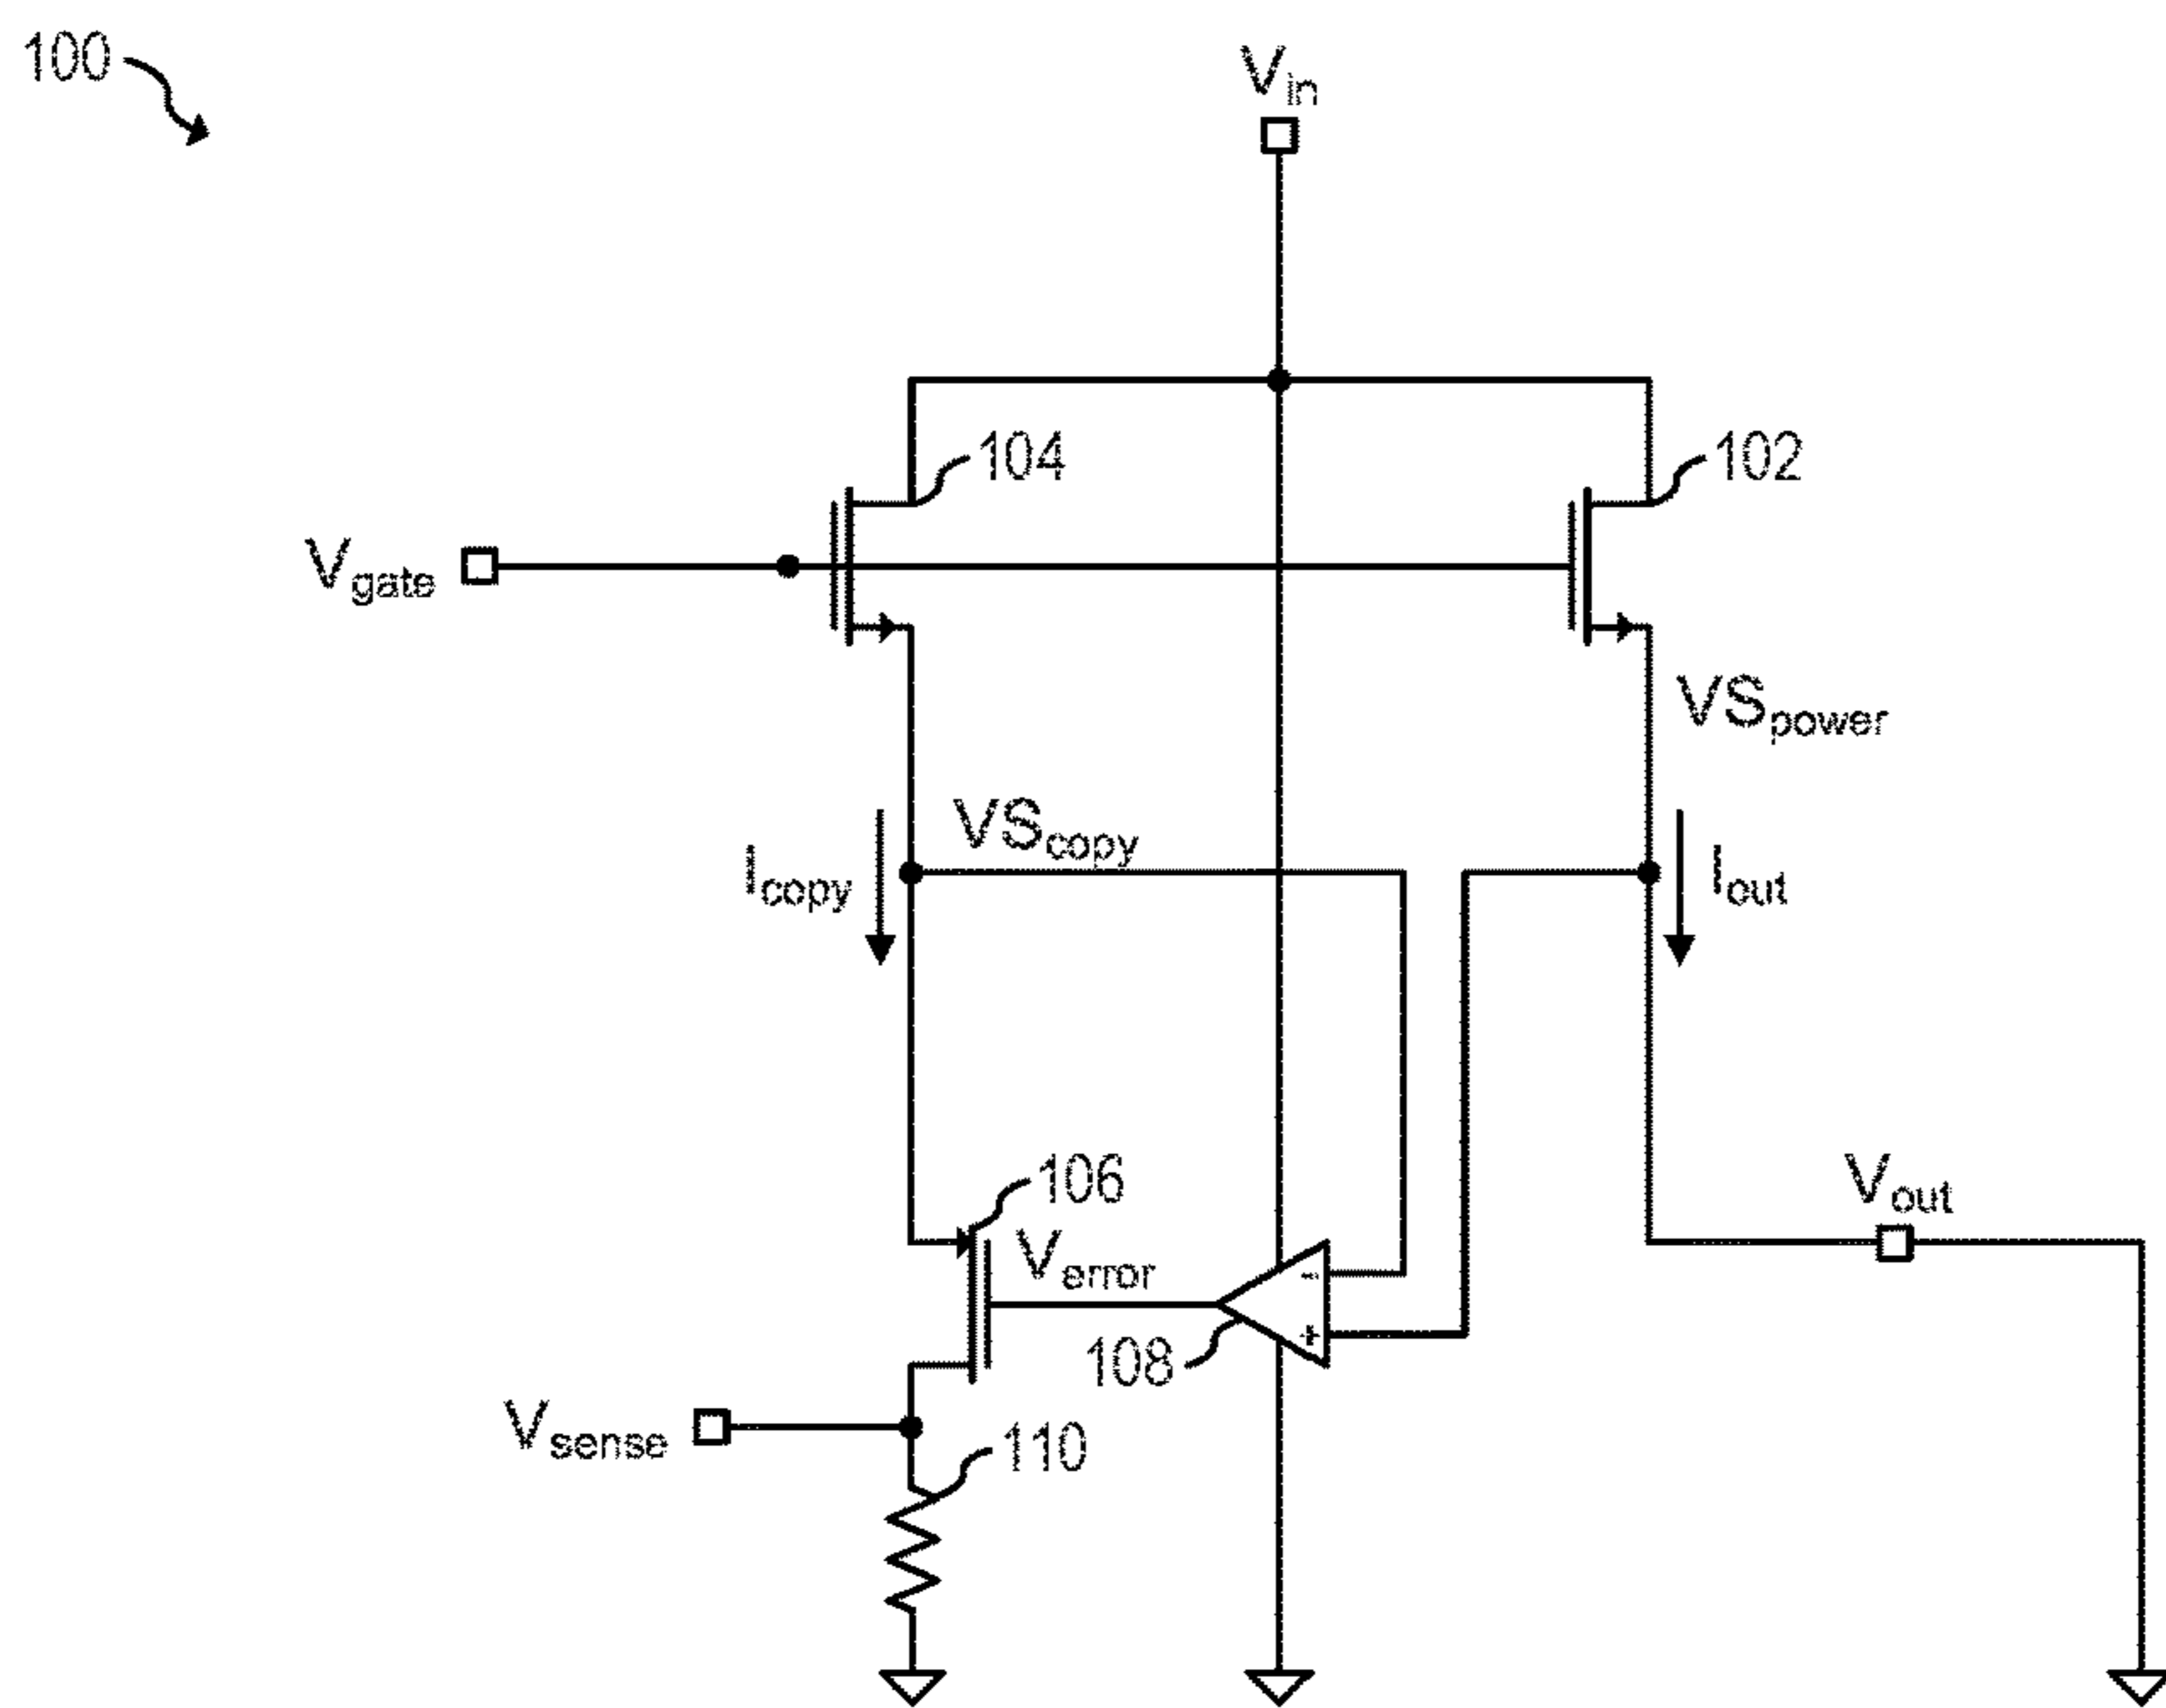 100
Vin
104
102
Vgate
VSpower
VScopy
Icopy
Iout
106
Vout
Verror
-
+
108
Vsense
110